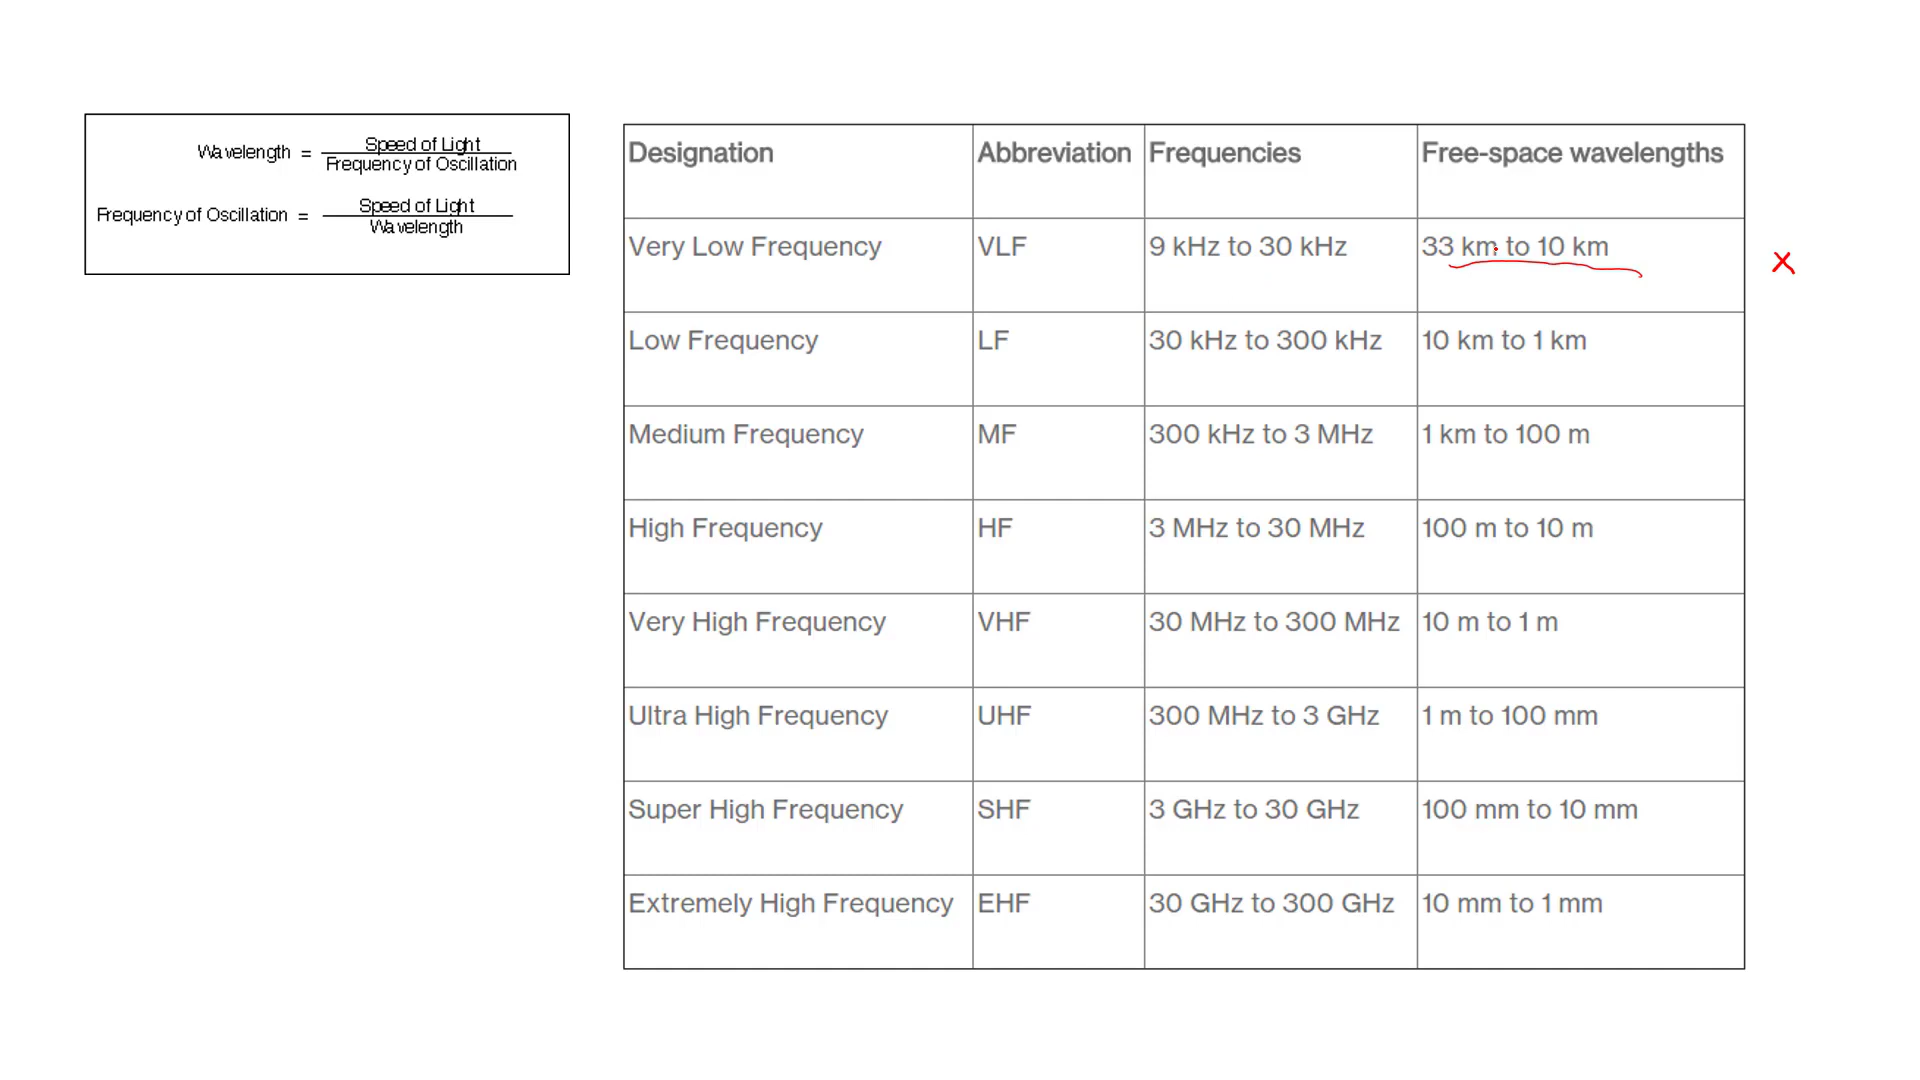 Wavelength = Speed of Light
Frequency of Oscillation
Frequency of Oscillation = Speed of Light
Wavelength
Designation Abbreviation Frequencies Free-space wavelengths
Very Low Frequency VLF 9 kHz to 30 kHz 33 km to 10 km X
Low Frequency LF 30 kHz to 300 kHz 10 km to 1 km
Medium Frequency MF 300 kHz to 3 MHz 1 km to 100 m
High Frequency HF 3 MHz to 30 MHz 100 m to 10 m
Very High Frequency VHF 30 MHz to 300 MHz 10 m to 1 m
Ultra High Frequency UHF 300 MHz to 3 GHz 1 m to 100 mm
Super High Frequency SHF 3 GHz to 30 GHz 100 mm to 10 mm
Extremely High Frequency EHF 30 GHz to 300 GHz 10 mm to 1 mm